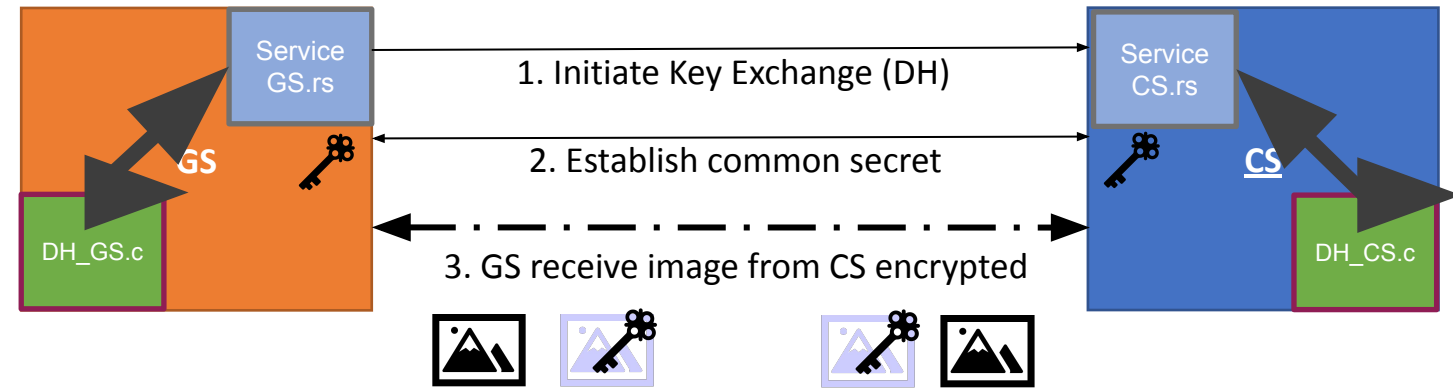 Service
GS.rs
1. Initiate Key Exchange (DH)
Service
CS.rs
GS
2. Establish common secret
CS
DH_GS.c
3. GS receive image from CS encrypted
DH_CS.c